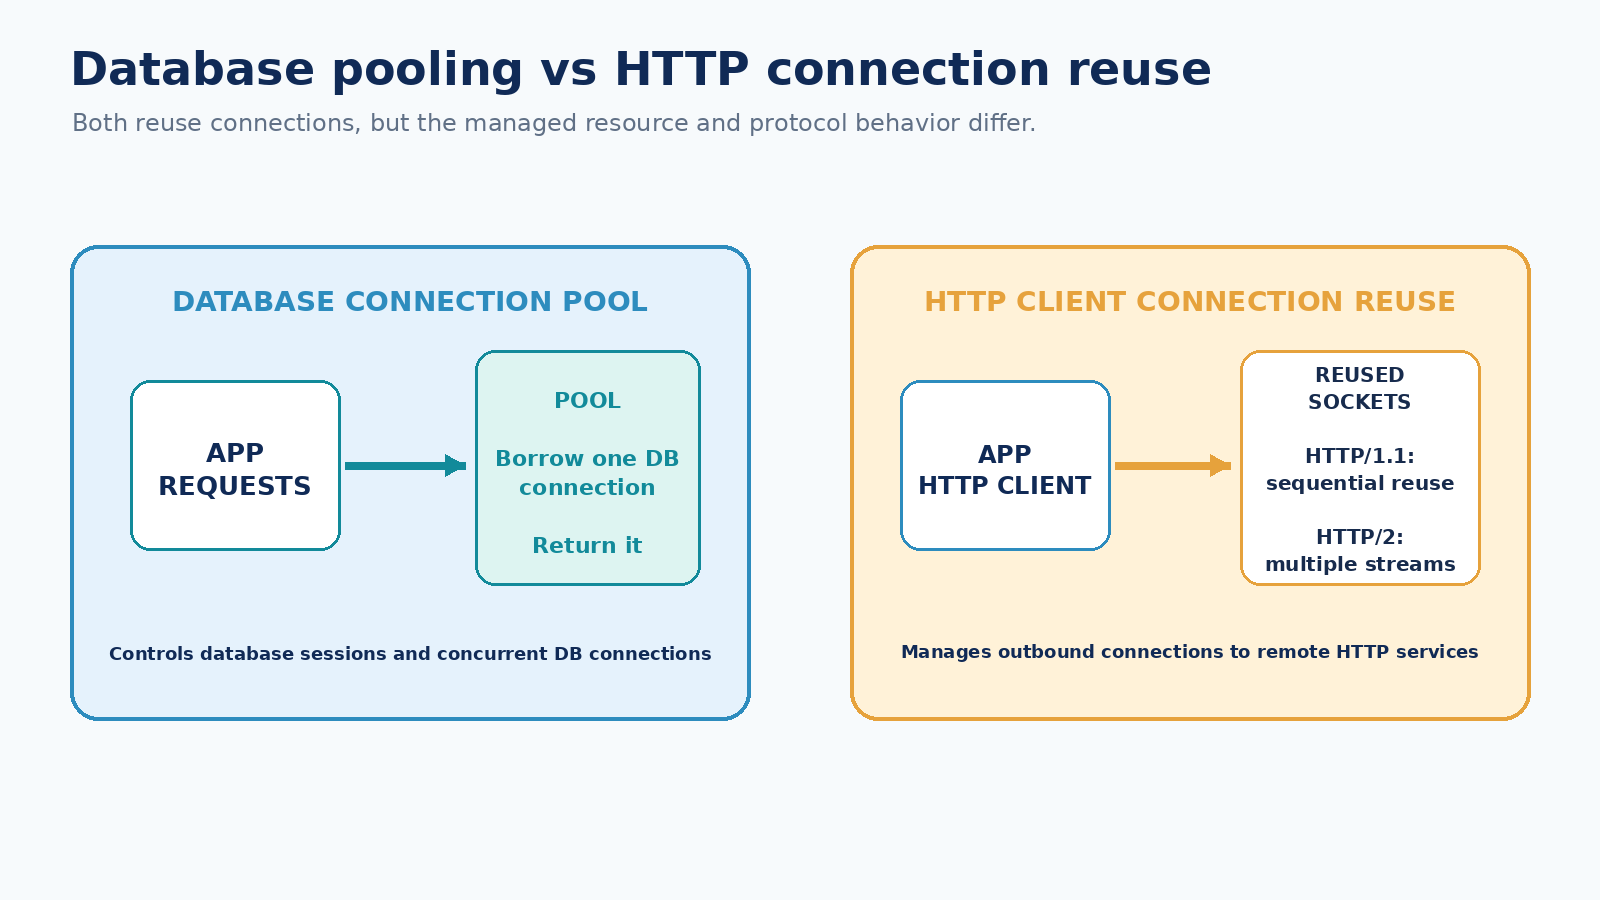 Database pooling vs HTTP connection reuse
Both reuse connections, but the managed resource and protocol behavior differ.
DATABASE CONNECTION POOL
APP
REQUESTS
POOL
Borrow one DB
connection
Return it
Controls database sessions and concurrent DB connections
HTTP CLIENT CONNECTION REUSE
APP
HTTP CLIENT
REUSED
SOCKETS
HTTP/1.1:
sequential reuse
HTTP/2:
multiple streams
Manages outbound connections to remote HTTP services